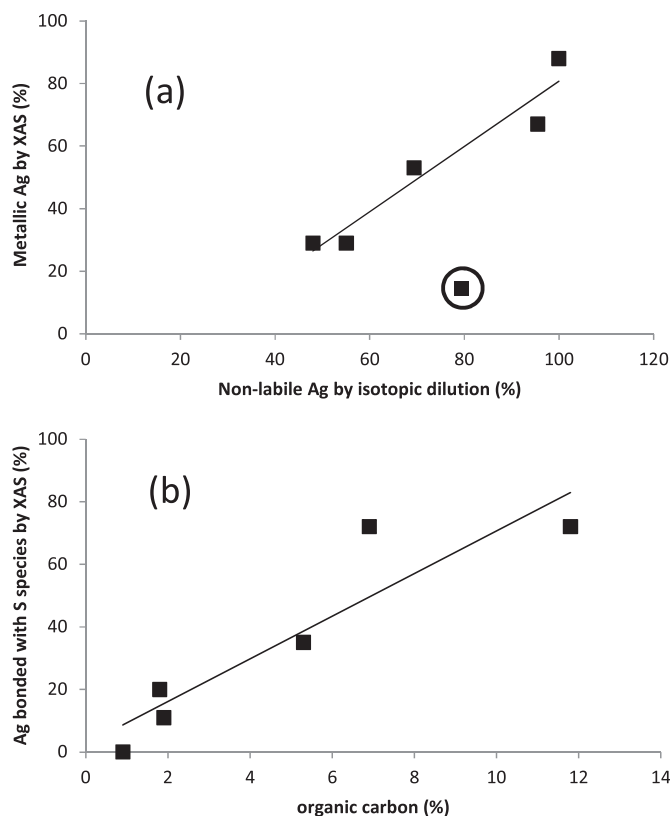 100
80
60
40
20
0
Metallic Ag by XAS (%)
(a)
0 20 40 60 80 100 120
Non-labile Ag by isotopic dilution (%)
100
80
60
40
20
0
Ag bonded with S species by XAS (%)
(b)
0 2 4 6 8 10 12 14
organic carbon (%)